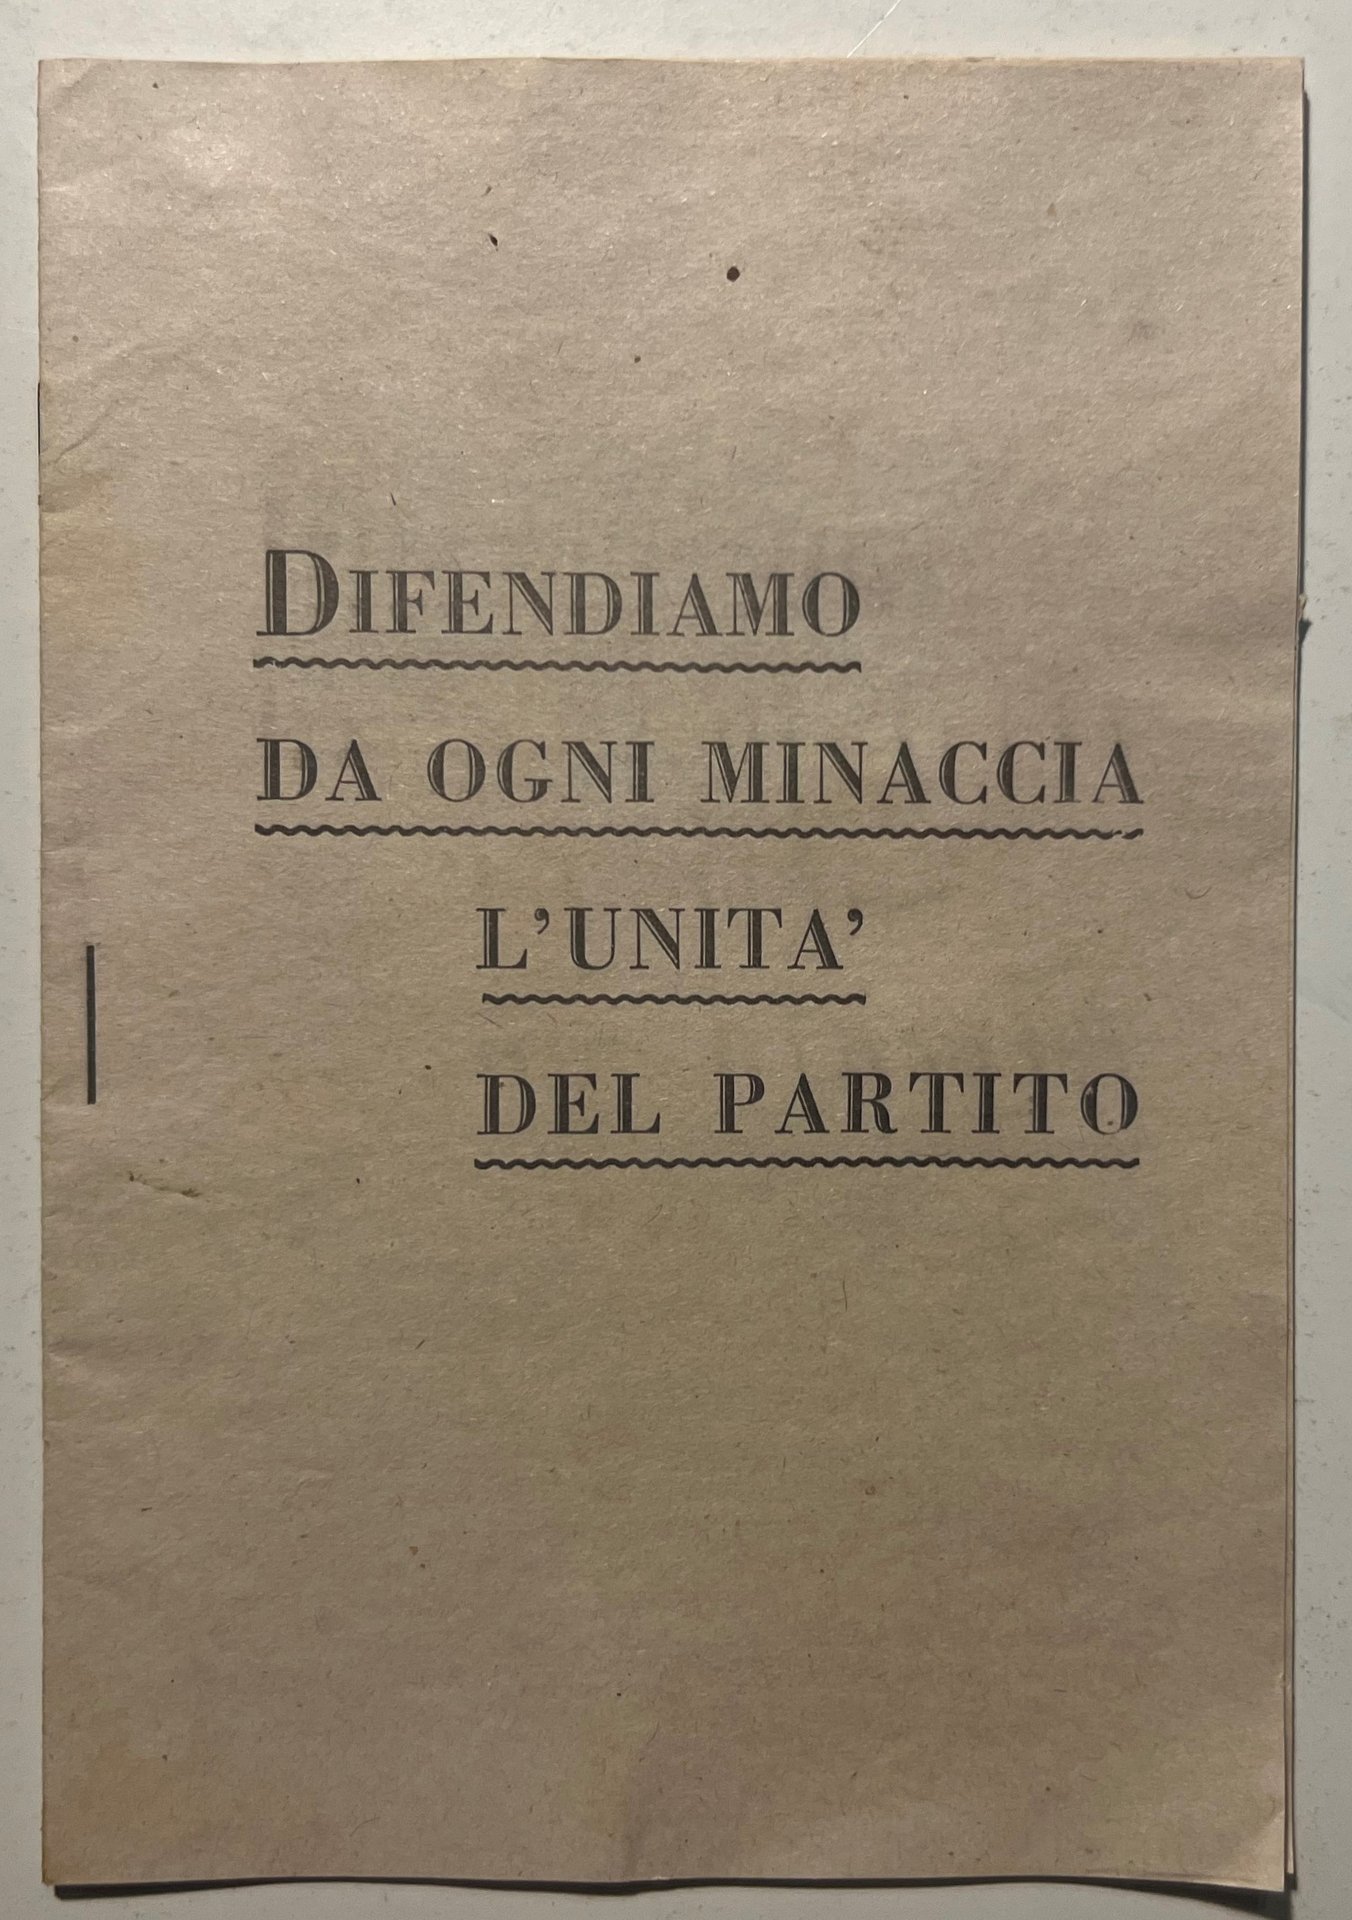 DIFENDIAMO
DA OGNI MINACCIA
L'UNITA'
DEL PARTITO